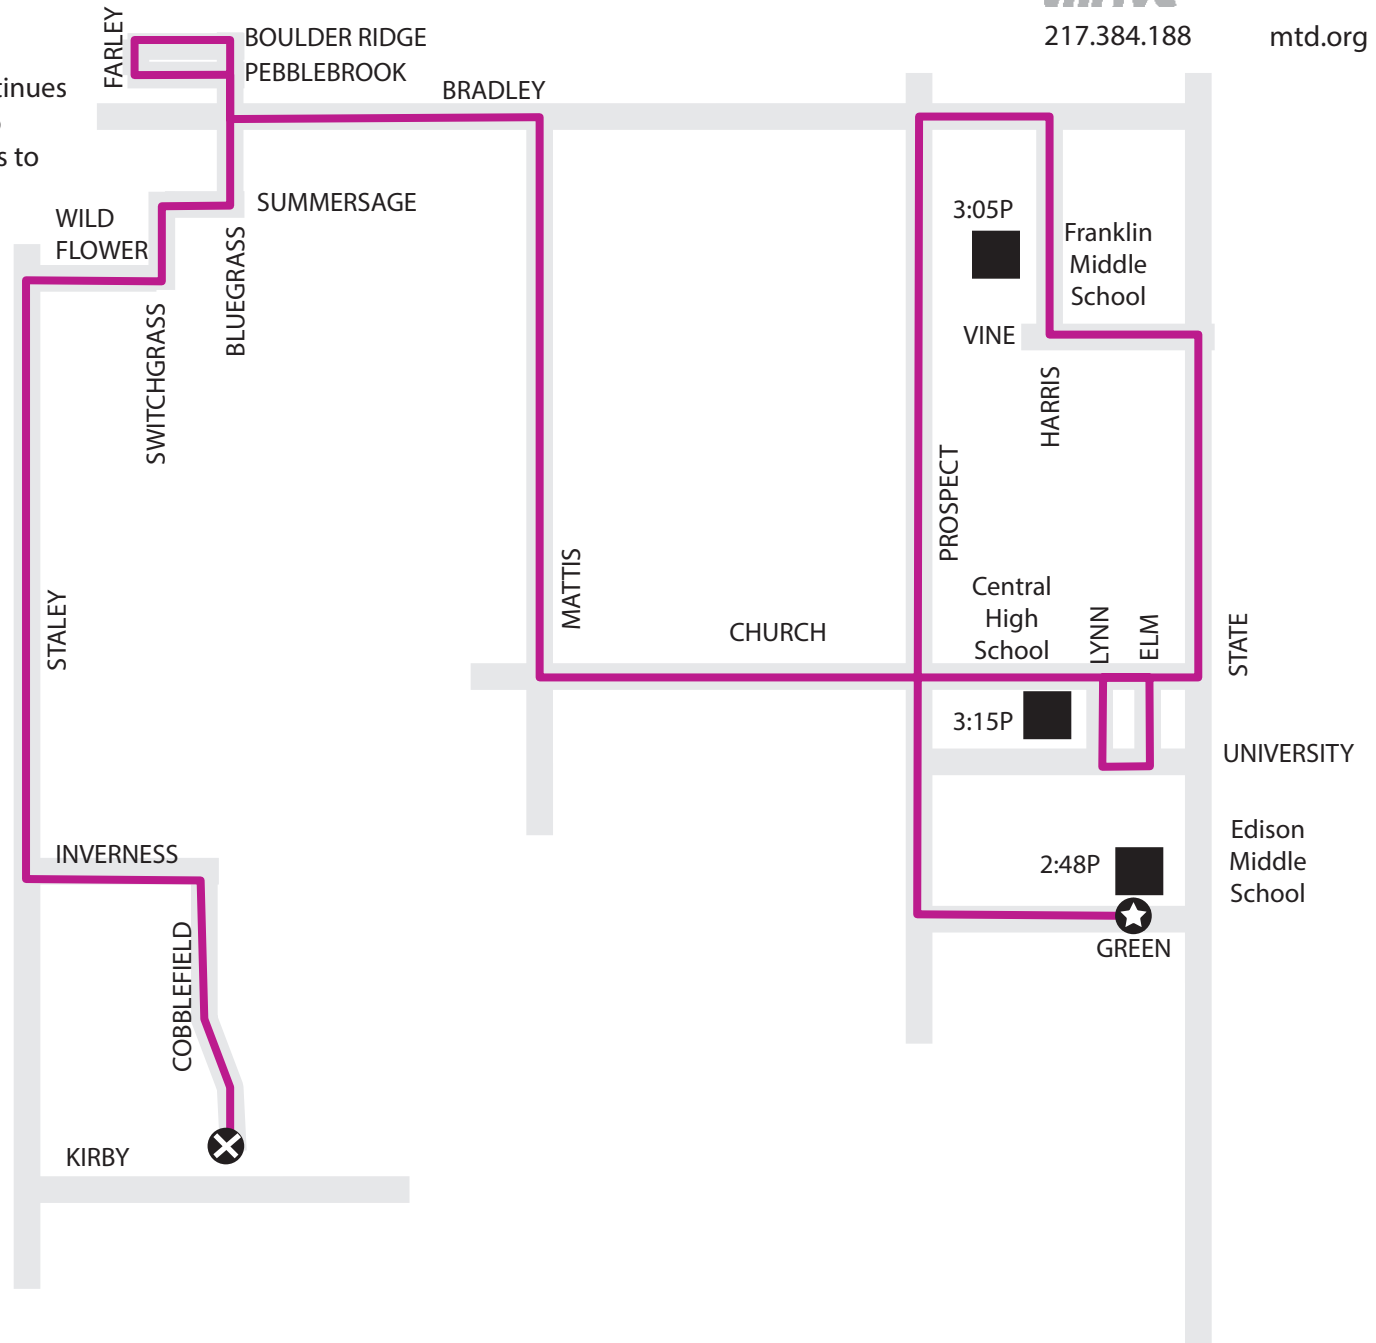 217.384.188
mtd.org
FARLEY
BOULDER RIDGE
PEBBLEBROOK
BRADLEY
s to
SUMMERSAGE
WILD
FLOWER
3:05P
Franklin
Middle
School
BLUEGRASS
SWITCHGRASS
VINE
HARRIS
PROSPECT
MATTIS
STALEY
CHURCH
Central
High
School
LYNN
ELM
STATE
3:15P
UNIVERSITY
INVERNESS
2:48P
Edison
Middle
School
GREEN
COBBLEFIELD
KIRBY